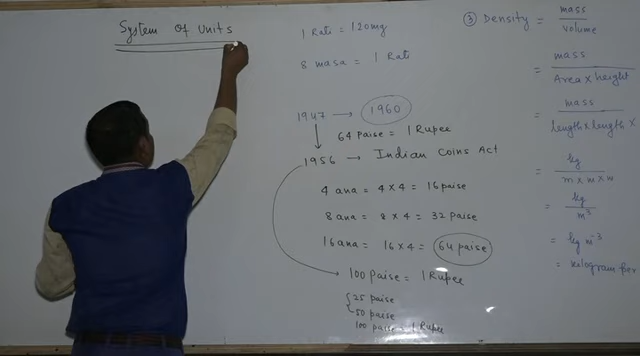 System of Units
1 Rati = 120mg
8 masa = 1 Rati
1947 → 1960
64 Paise = 1 Rupee
1956 → Indian Coins Act
4 ana = 4 × 4 = 16 paise
8 ana = 8 × 4 = 32 Paise
16 ana = 16 × 4 = 64 paise
100 Paise = 1 Rupee
25 paise
50 paise
100 paise = 1 Rupee
③ Density = mass / volume
= mass / Area × height
= mass / length × length ×
= kg / m × m × m
= kg / m³
= kg m⁻³
= kilogram per